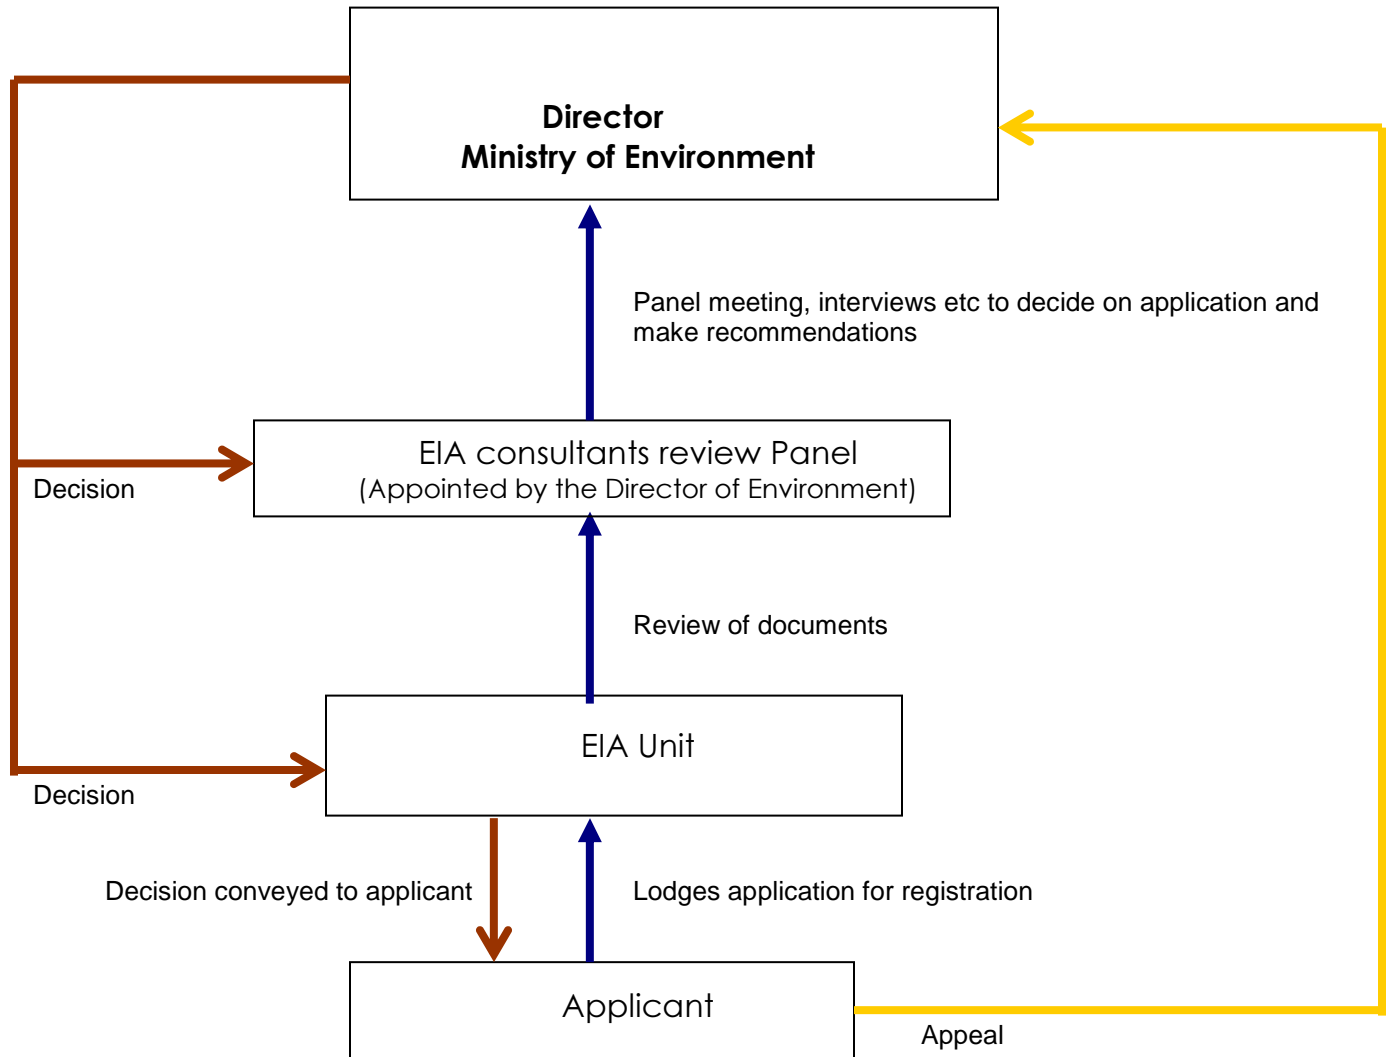 Director
Ministry of Environment
Panel meeting, interviews etc to decide on application and
make recommendations
EIA consultants review Panel
(Appointed by the Director of Environment)
Decision
Review of documents
EIA Unit
Decision
Decision conveyed to applicant
Lodges application for registration
Applicant
Appeal